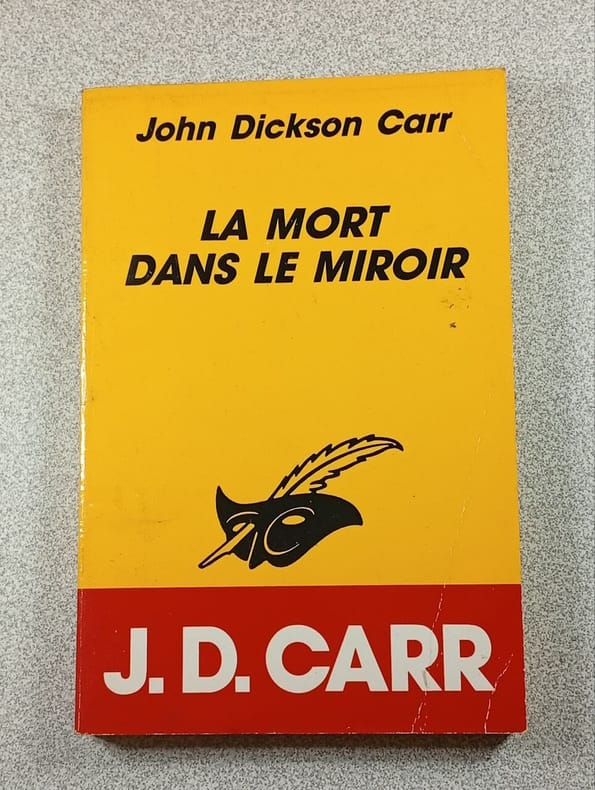 John Dickson Carr
LA MORT
DANS LE MIROIR
J. D. CARR